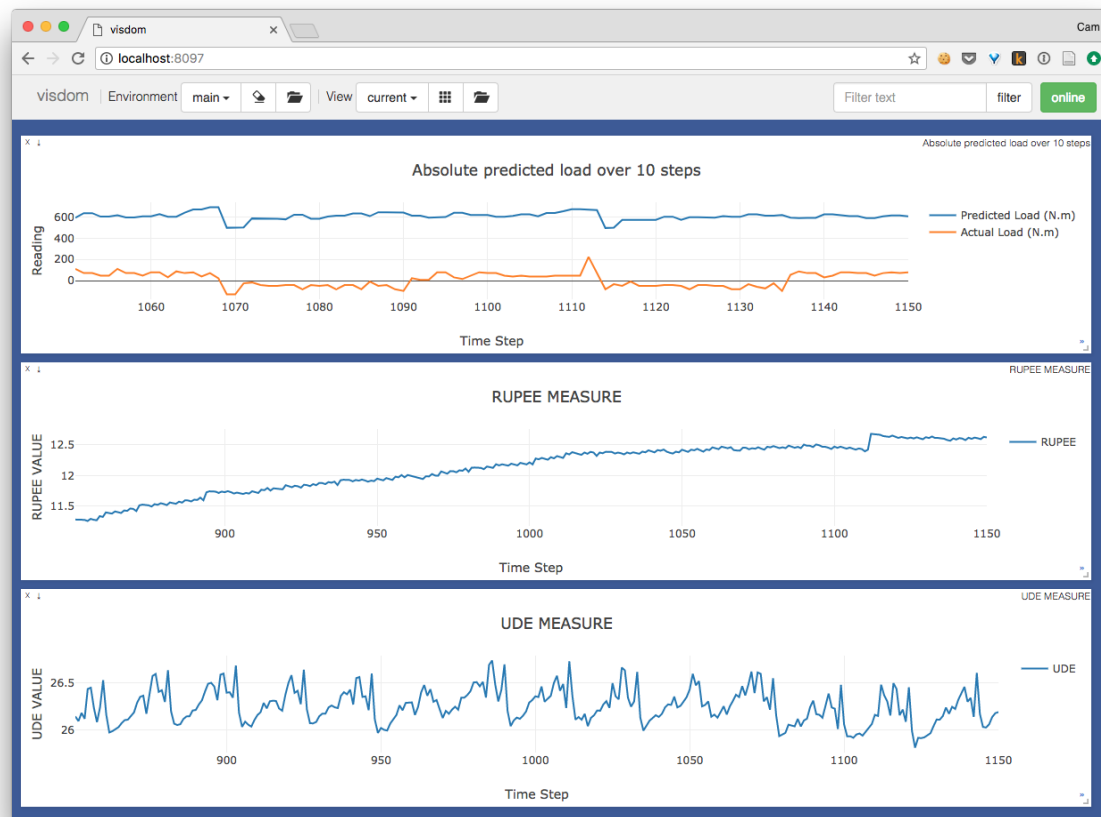 visdom
Cam
localhost:8097
visdom Environment main View current Filter text filter online
x ↓ Absolute predicted load over 10 steps
Absolute predicted load over 10 steps
Reading
600
400
200
0
1060 1070 1080 1090 1100 1110 1120 1130 1140 1150
Time Step
Predicted Load (N.m)
Actual Load (N.m)
x ↓ RUPEE MEASURE
RUPEE MEASURE
RUPEE VALUE
12.5
12
11.5
900 950 1000 1050 1100 1150
Time Step
RUPEE
x ↓ UDE MEASURE
UDE MEASURE
UDE VALUE
26.5
26
900 950 1000 1050 1100 1150
Time Step
UDE